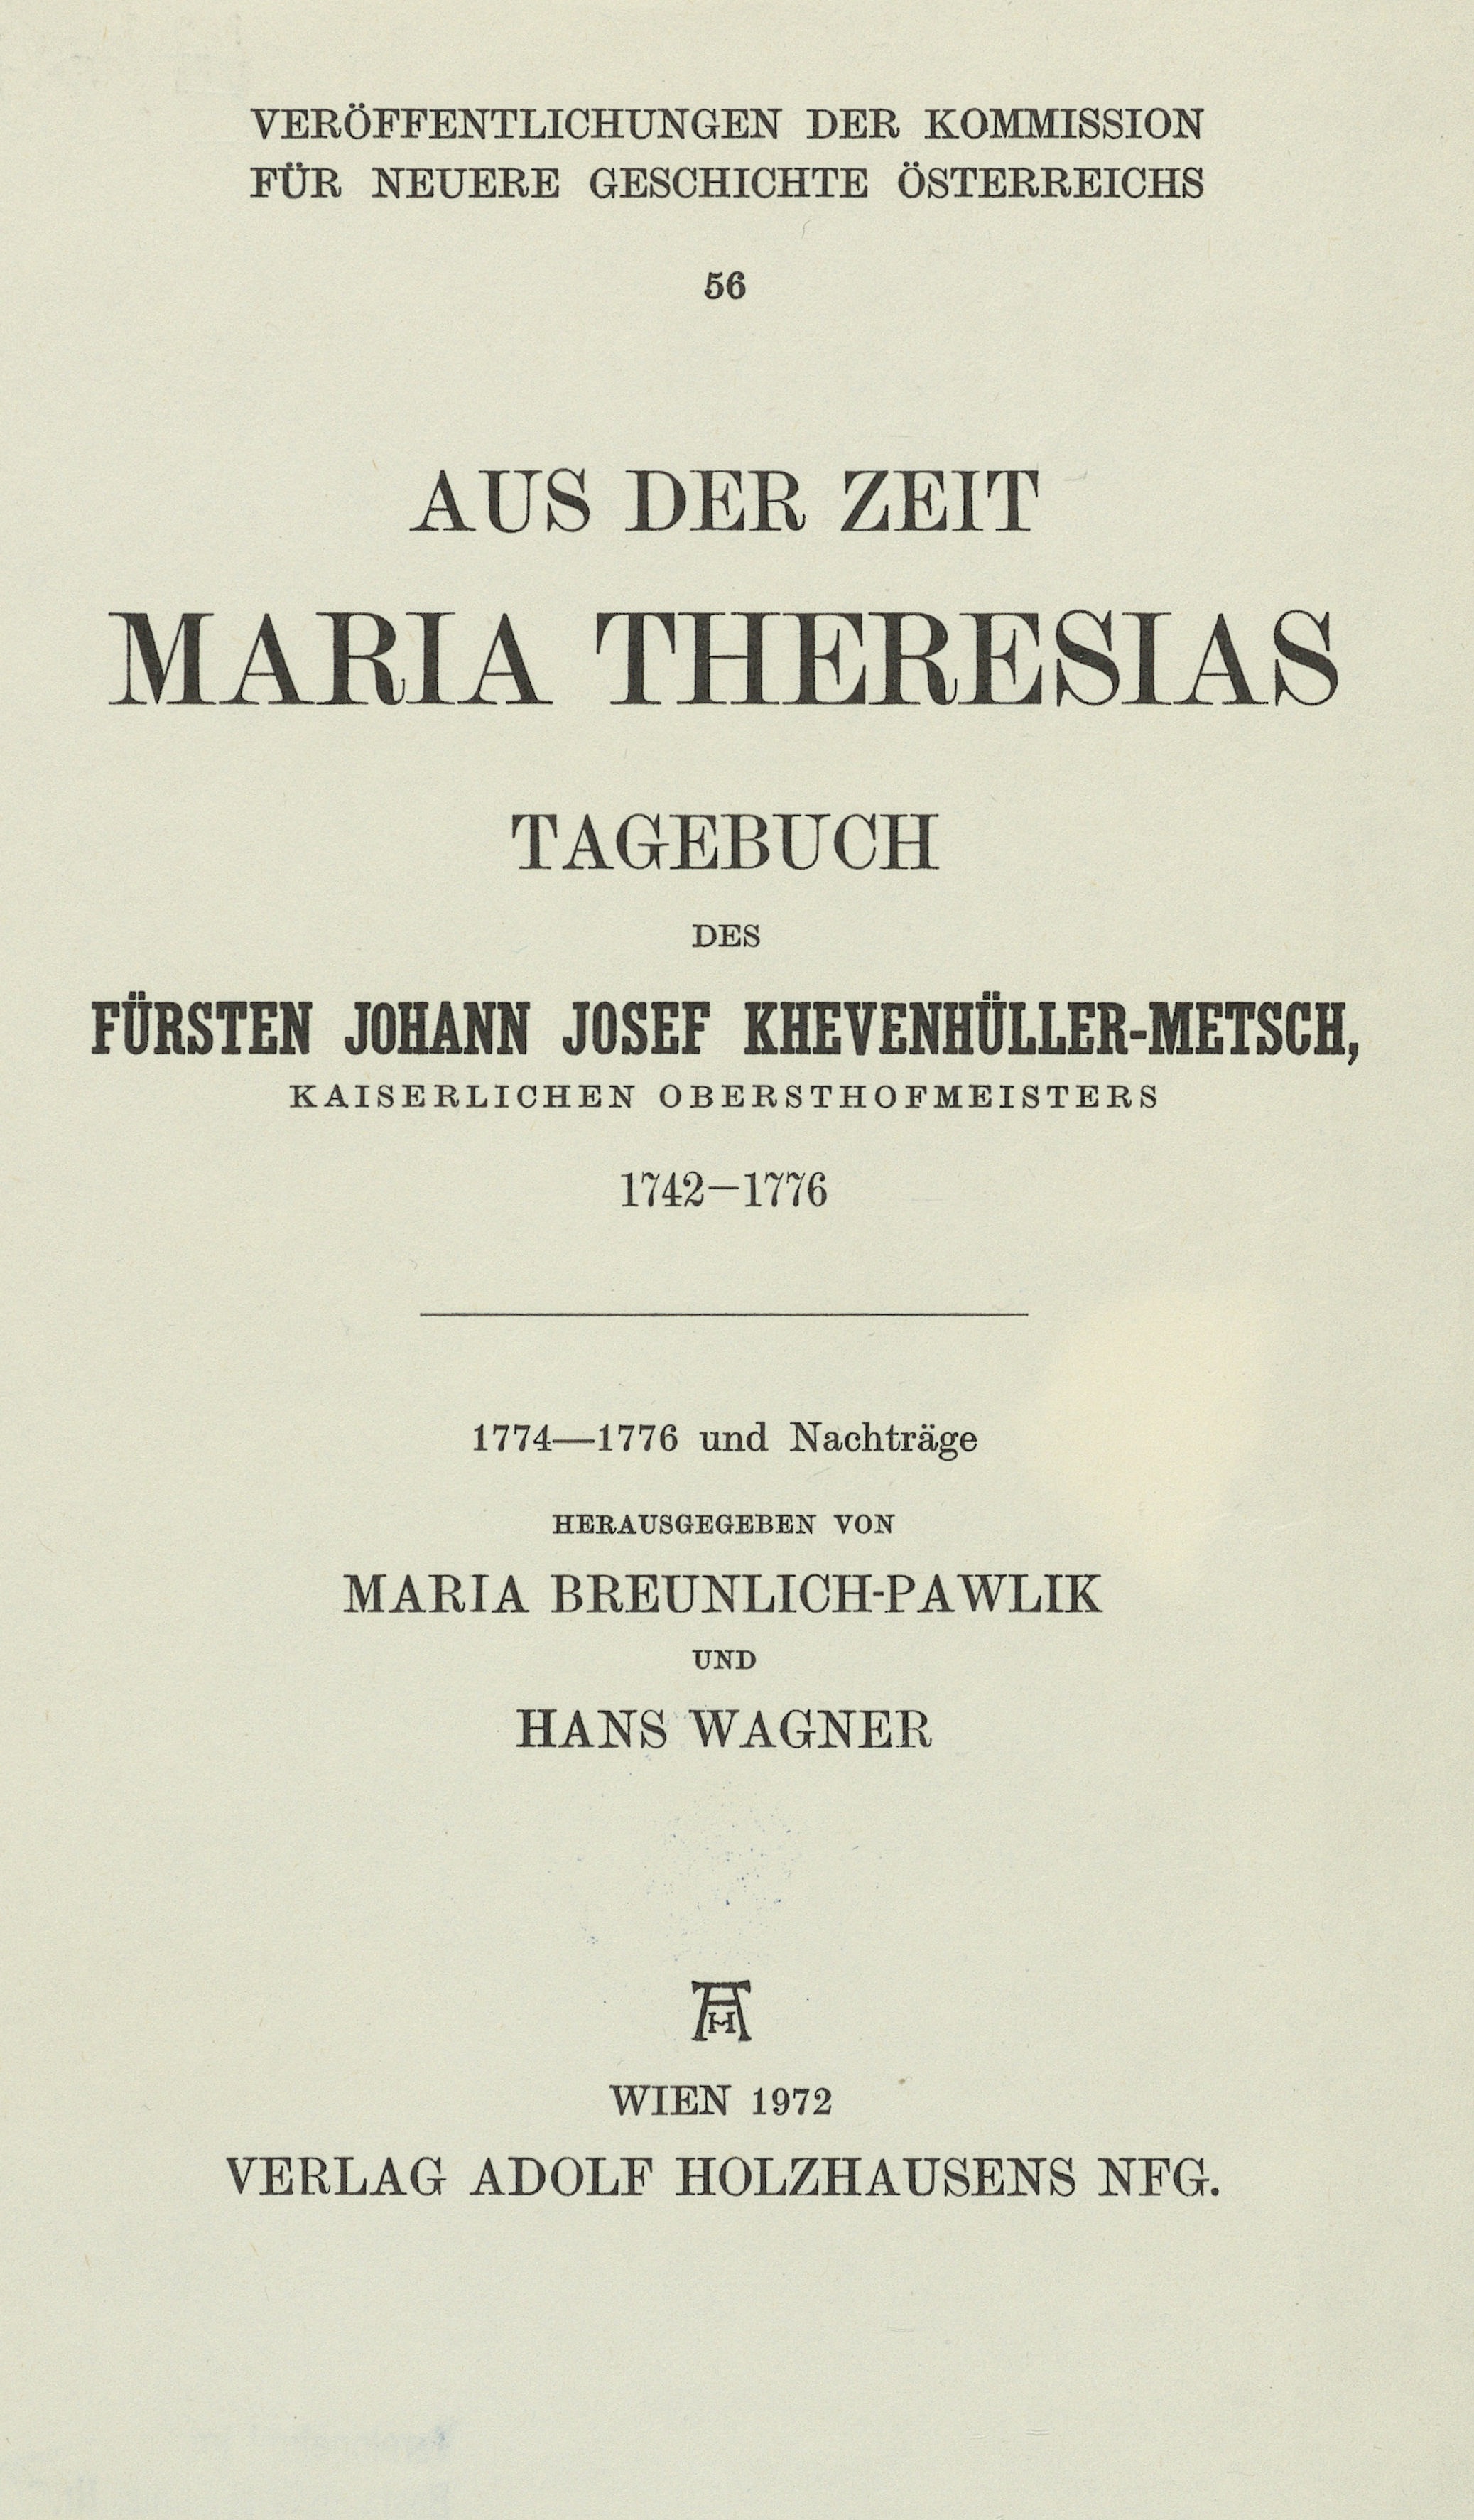 VERÖFFENTLICHUNGEN DER KOMMISSION
FÜR NEUERE GESCHICHTE ÖSTERREICHS
56
AUS DER ZEIT
MARIA THERESIAS
TAGEBUCH
DES
FÜRSTEN JOHANN JOSEF KHEVENHÜLLER-METSCH,
KAISERLICHEN OBERSTHOFMEISTERS
1742–1776
1774—1776 und Nachträge
HERAUSGEGEBEN VON
MARIA BREUNLICH-PAWLIK
UND
HANS WAGNER
AH
WIEN 1972
VERLAG ADOLF HOLZHAUSENS NFG.